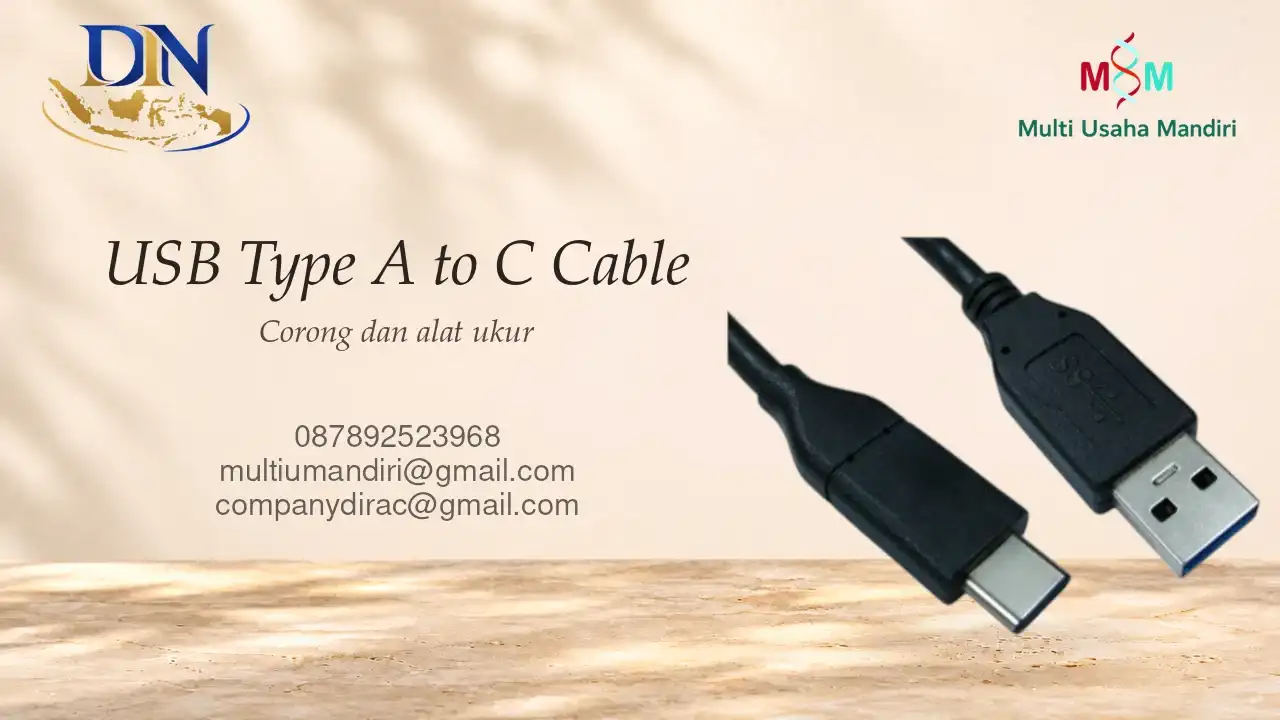 DN
M M
Multi Usaha Mandiri
USB Type A to C Cable
Corong dan alat ukur
087892523968
multiumandiri@gmail.com
companydirac@gmail.com